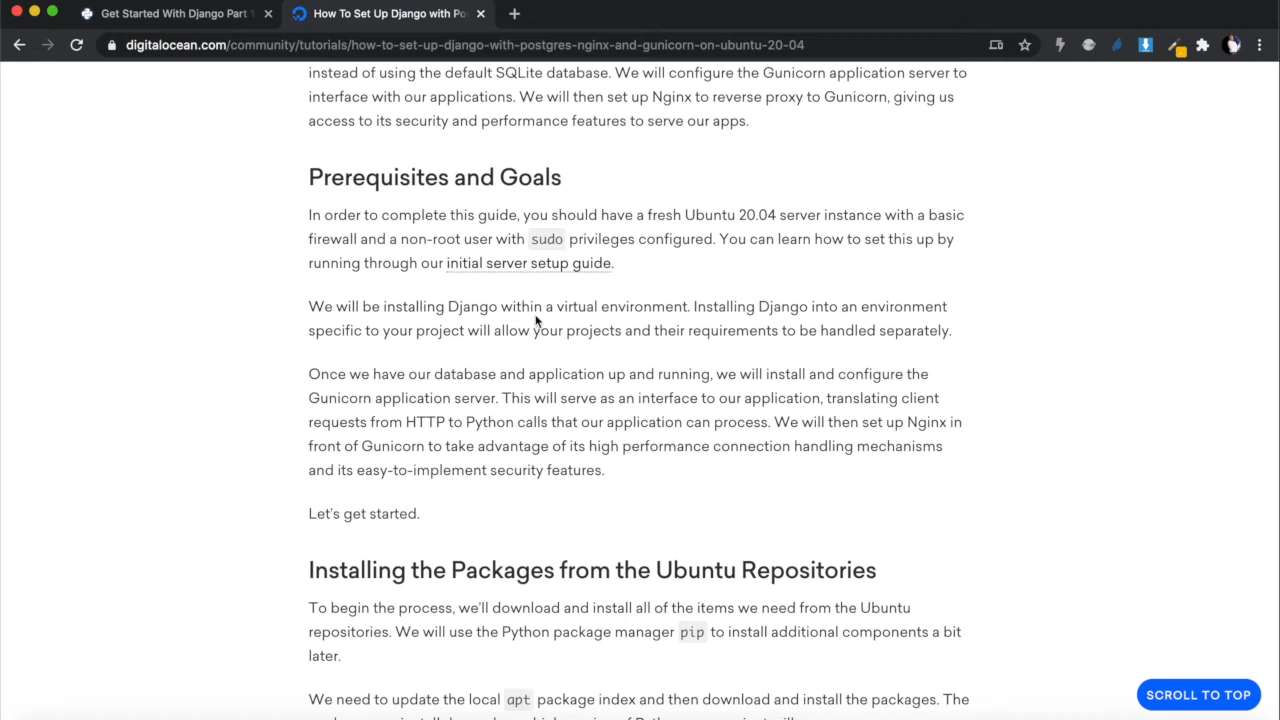 Get Started With Django Part 1
How To Set Up Django with Po
digitalocean.com/community/tutorials/how-to-set-up-django-with-postgres-nginx-and-gunicorn-on-ubuntu-20-04
instead of using the default SQLite database. We will configure the Gunicorn application server to
interface with our applications. We will then set up Nginx to reverse proxy to Gunicorn, giving us
access to its security and performance features to serve our apps.
Prerequisites and Goals
In order to complete this guide, you should have a fresh Ubuntu 20.04 server instance with a basic
firewall and a non-root user with sudo privileges configured. You can learn how to set this up by
running through our initial server setup guide.
We will be installing Django within a virtual environment. Installing Django into an environment
specific to your project will allow your projects and their requirements to be handled separately.
Once we have our database and application up and running, we will install and configure the
Gunicorn application server. This will serve as an interface to our application, translating client
requests from HTTP to Python calls that our application can process. We will then set up Nginx in
front of Gunicorn to take advantage of its high performance connection handling mechanisms
and its easy-to-implement security features.
Let's get started.
Installing the Packages from the Ubuntu Repositories
To begin the process, we'll download and install all of the items we need from the Ubuntu
repositories. We will use the Python package manager pip to install additional components a bit
later.
We need to update the local apt package index and then download and install the packages. The
SCROLL TO TOP